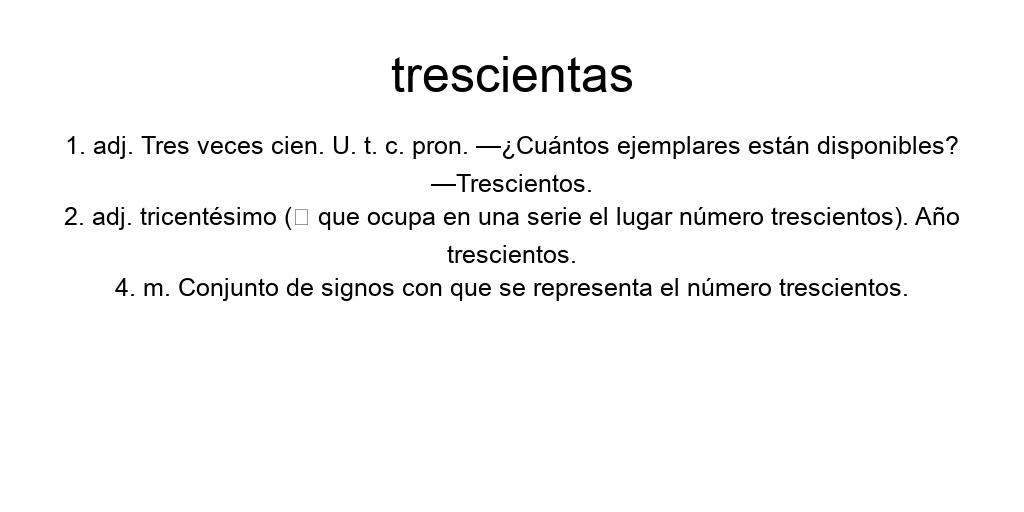 trescientas
1. adj. Tres veces cien. U. t. c. pron. —¿Cuántos ejemplares están disponibles?
—Trescientos.
2. adj. tricentésimo (□ que ocupa en una serie el lugar número trescientos). Año
trescientos.
4. m. Conjunto de signos con que se representa el número trescientos.